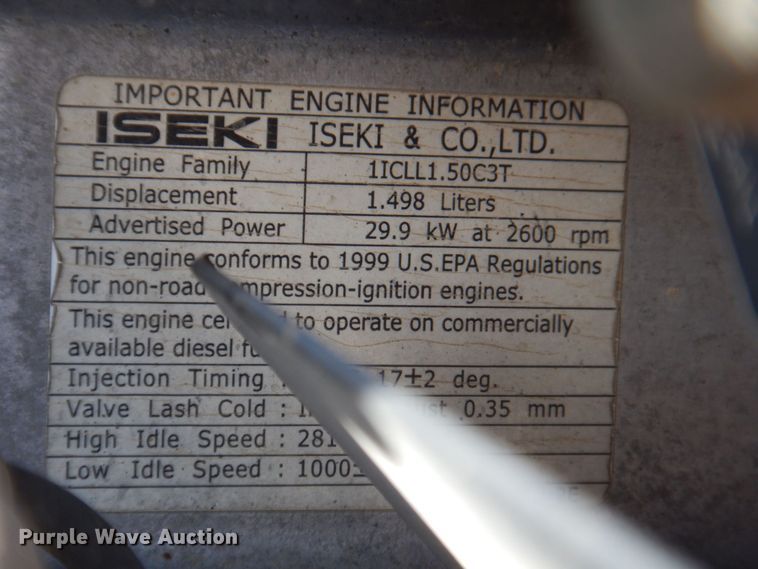 IMPORTANT ENGINE INFORMATION
ISEKI ISEKI & CO.,LTD.
Engine Family 1ICLL1.50C3T
Displacement 1.498 Liters
Advertised Power 29.9 kW at 2600 rpm
This engine conforms to 1999 U.S.EPA Regulations
for non-road compression-ignition engines.
This engine to operate on commercially
available diesel
Injection Timing 17±2 deg.
Valve Lash Cold : 0.35 mm
High Idle Speed : 281
Low Idle Speed : 1000±
Purple Wave Auction